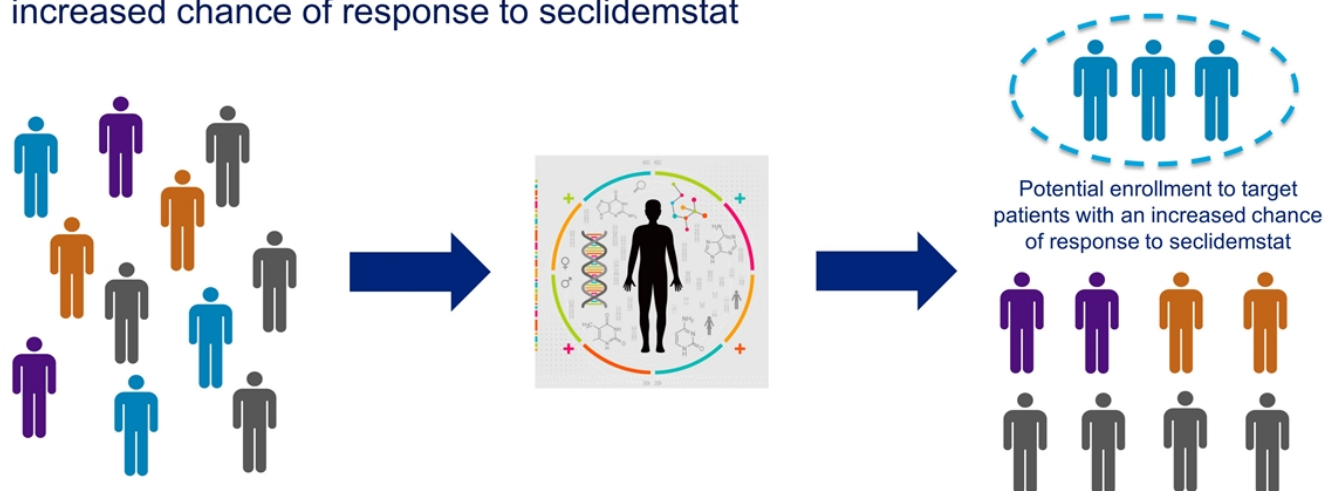 increased chance of response to seclidemstat
Potential enrollment to target
patients with an increased chance
of response to seclidemstat